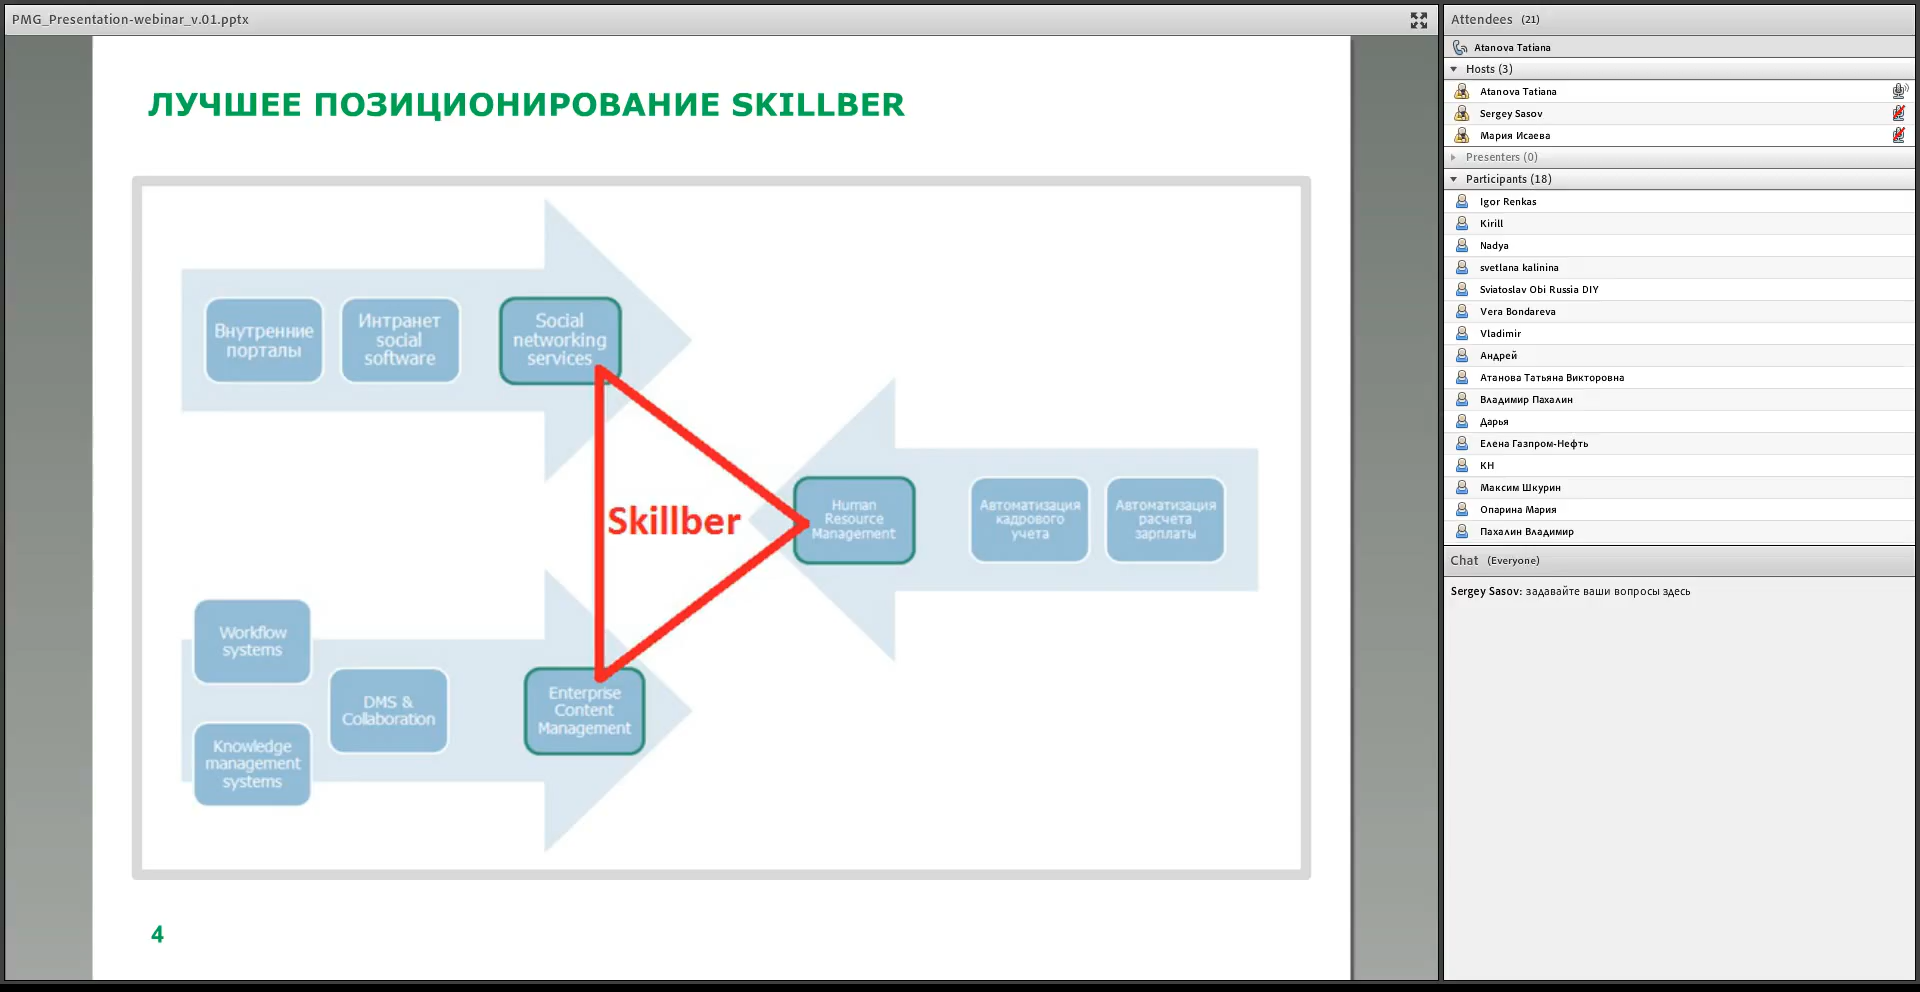 PMG_Presentation-webinar_v.01.pptx
ЛУЧШЕЕ ПОЗИЦИОНИРОВАНИЕ SKILLBER
Внутренние
порталы
Интранет
social
software
Social
networking
services
Skillber
Human
Resource
Management
Автоматизация
кадрового
учета
Автоматизация
расчета
зарплаты
Workflow
systems
DMS &
Collaboration
Knowledge
management
systems
Enterprise
Content
Management
4
Attendees (21)
Atanova Tatiana
Hosts (3)
Atanova Tatiana
Sergey Sasov
Мария Исаева
Presenters (0)
Participants (18)
Igor Renkas
Kirill
Nadya
svetlana kalinina
Sviatoslav Obi Russia DIY
Vera Bondareva
Vladimir
Андрей
Атанова Татьяна Викторовна
Владимир Пахалин
Дарья
Елена Газпром-Нефть
КН
Максим Шкурин
Опарина Мария
Пахалин Владимир
Chat (Everyone)
Sergey Sasov: задавайте ваши вопросы здесь